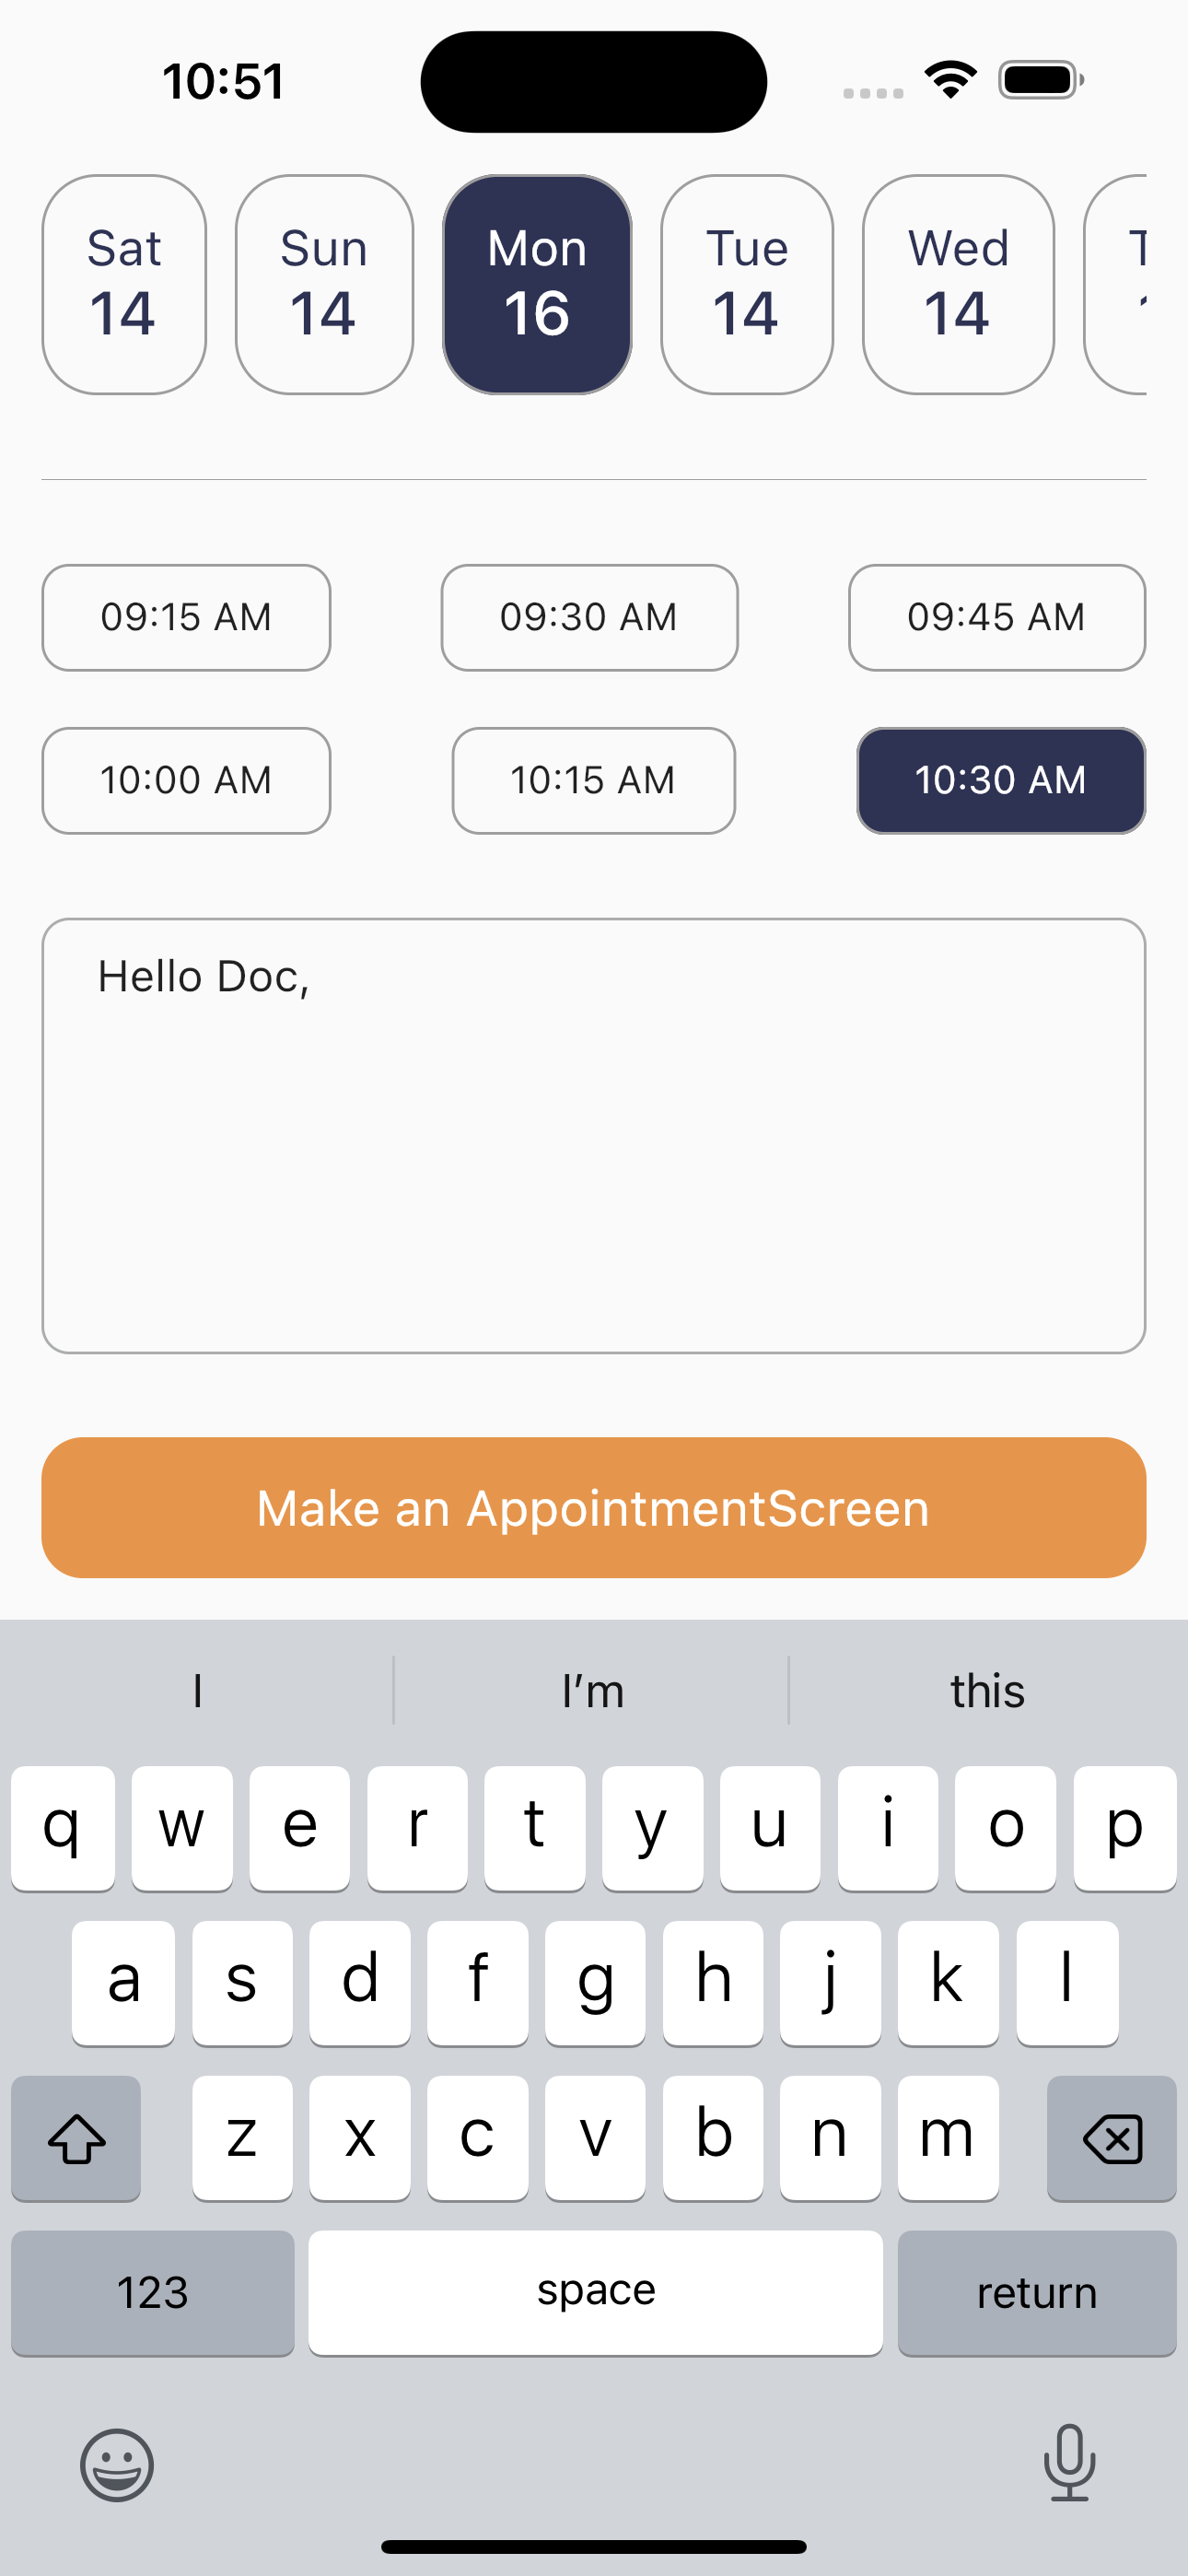 10:51
Sat Sun Mon Tue Wed
14 14 16 14 14
09:15 AM 09:30 AM 09:45 AM
10:00 AM 10:15 AM 10:30 AM
Hello Doc,
Make an AppointmentScreen
I I’m this
q w e r t y u i o p
a s d f g h j k l
z x c v b n m
123 space return